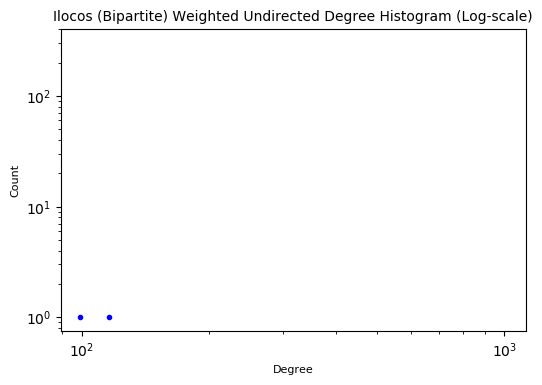 Ilocos (Bipartite) Weighted Undirected Degree Histogram (Log-scale)
10²
10¹
10⁰
Count
10² 10³
Degree